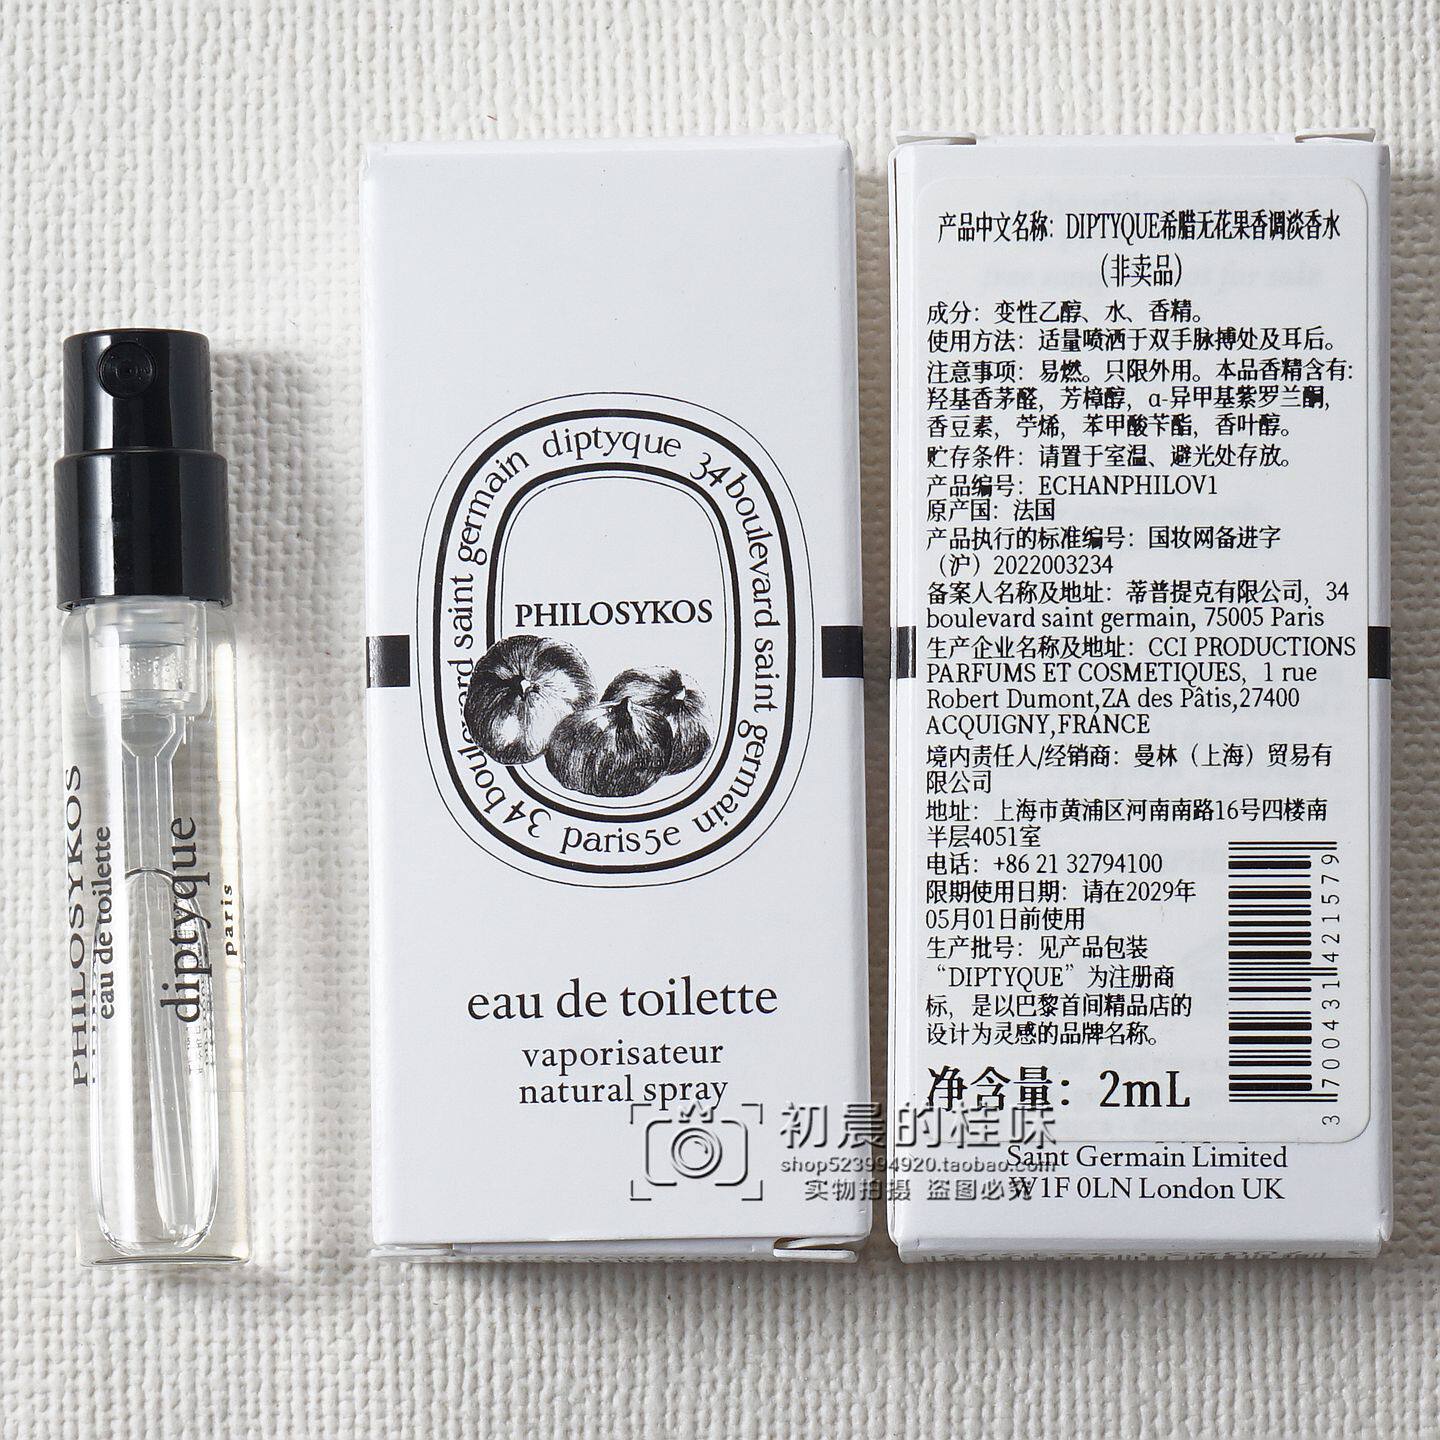 PHILOSYKOS
eau de toilette
diptyque
paris
diptyque 34 boulevard saint germain paris5e 34 boulevard saint germain
PHILOSYKOS
eau de toilette
vaporisateur
natural spray
产品中文名称：DIPTYQUE希腊无花果香调淡香水
(非卖品)
成分：变性乙醇、水、香精。
使用方法：适量喷洒于双手脉搏处及耳后。
注意事项：易燃。只限外用。本品香精含有：
羟基香茅醛，芳樟醇，α-异甲基紫罗兰酮，
香豆素，苧烯，苯甲酸苄酯，香叶醇。
贮存条件：请置于室温、避光处存放。
产品编号：ECHANPHILOV1
原产国：法国
产品执行的标准编号：国妆网备进字
（沪）2022003234
备案人名称及地址：蒂普提克有限公司，34
boulevard saint germain, 75005 Paris
生产企业名称及地址：CCI PRODUCTIONS
PARFUMS ET COSMETIQUES, 1 rue
Robert Dumont,ZA des Pâtis,27400
ACQUIGNY,FRANCE
境内责任人/经销商：曼林（上海）贸易有
限公司
地址：上海市黄浦区河南南路16号四楼南
半层4051室
电话：+86 21 32794100
限期使用日期：请在2029年
05月01日前使用
生产批号：见产品包装
“DIPTYQUE”为注册商
标，是以巴黎首间精品店的
设计为灵感的品牌名称。
净含量：2mL
3 700431 421579
Saint Germain Limited
W1F 0LN London UK
初晨的桂味
shop523994920.taobao.com
实物拍摄 盗图必究